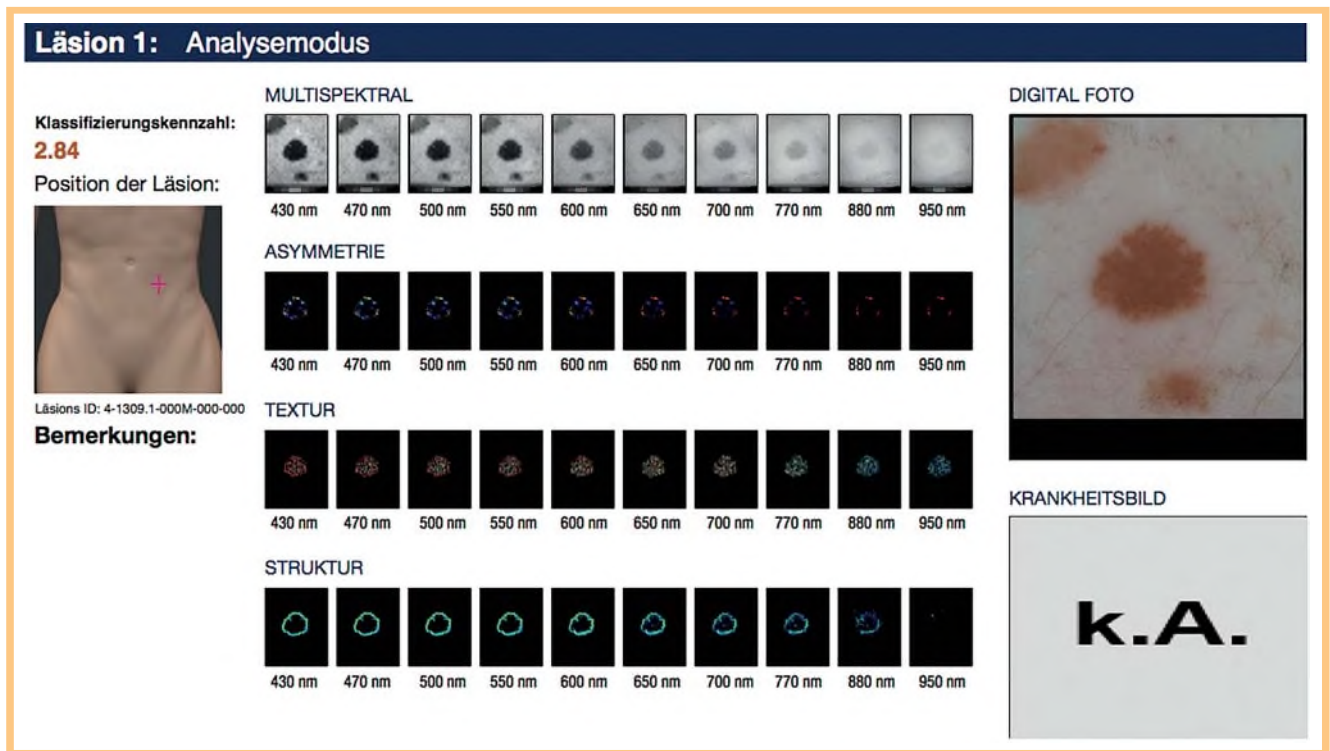 Läsion 1: Analysemodus
Klassifizierungskennzahl:
2.84
Position der Läsion:
Läsions ID: 4-1309.1-000M-000-000
Bemerkungen:
MULTISPEKTRAL
430 nm 470 nm 500 nm 550 nm 600 nm 650 nm 700 nm 770 nm 880 nm 950 nm
ASYMMETRIE
430 nm 470 nm 500 nm 550 nm 600 nm 650 nm 700 nm 770 nm 880 nm 950 nm
TEXTUR
430 nm 470 nm 500 nm 550 nm 600 nm 650 nm 700 nm 770 nm 880 nm 950 nm
STRUKTUR
430 nm 470 nm 500 nm 550 nm 600 nm 650 nm 700 nm 770 nm 880 nm 950 nm
DIGITAL FOTO
KRANKHEITSBILD
k.A.